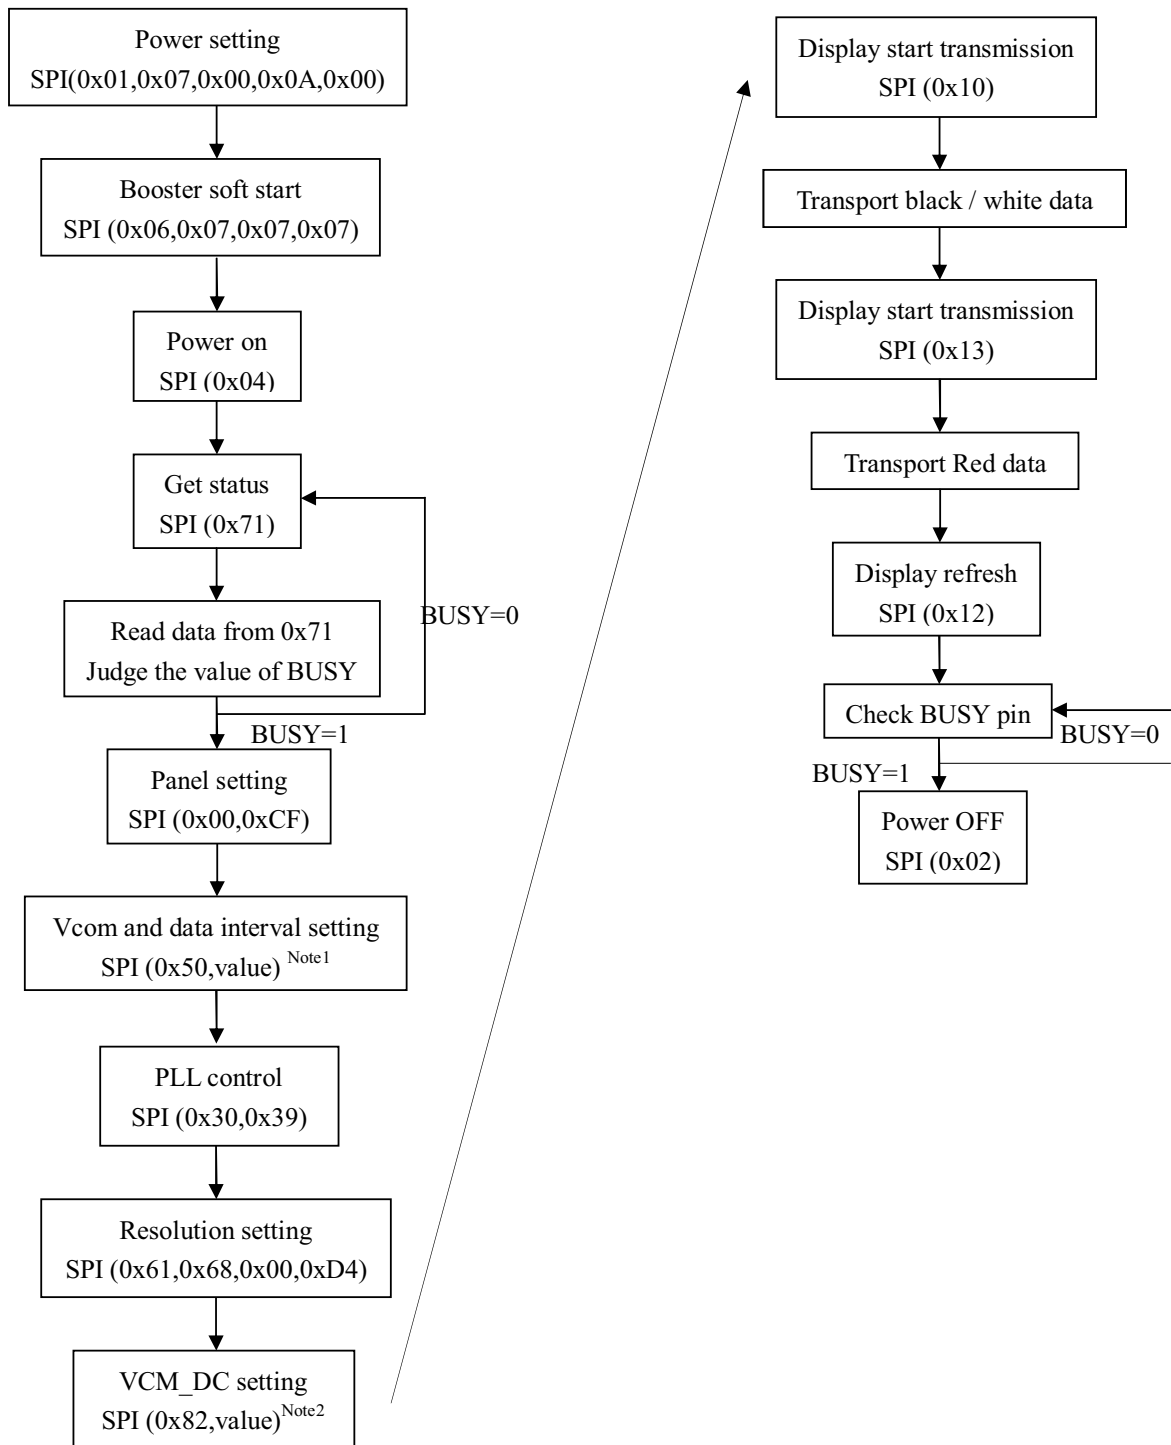 Power setting
SPI(0x01,0x07,0x00,0x0A,0x00)
Booster soft start
SPI (0x06,0x07,0x07,0x07)
Power on
SPI (0x04)
Get status
SPI (0x71)
BUSY=0
Read data from 0x71
Judge the value of BUSY
BUSY=1
Panel setting
SPI (0x00,0xCF)
Vcom and data interval setting
SPI (0x50,value) Note1
PLL control
SPI (0x30,0x39)
Resolution setting
SPI (0x61,0x68,0x00,0xD4)
VCM_DC setting
SPI (0x82,value)Note2
Display start transmission
SPI (0x10)
Transport black / white data
Display start transmission
SPI (0x13)
Transport Red data
Display refresh
SPI (0x12)
Check BUSY pin
BUSY=0
BUSY=1
Power OFF
SPI (0x02)